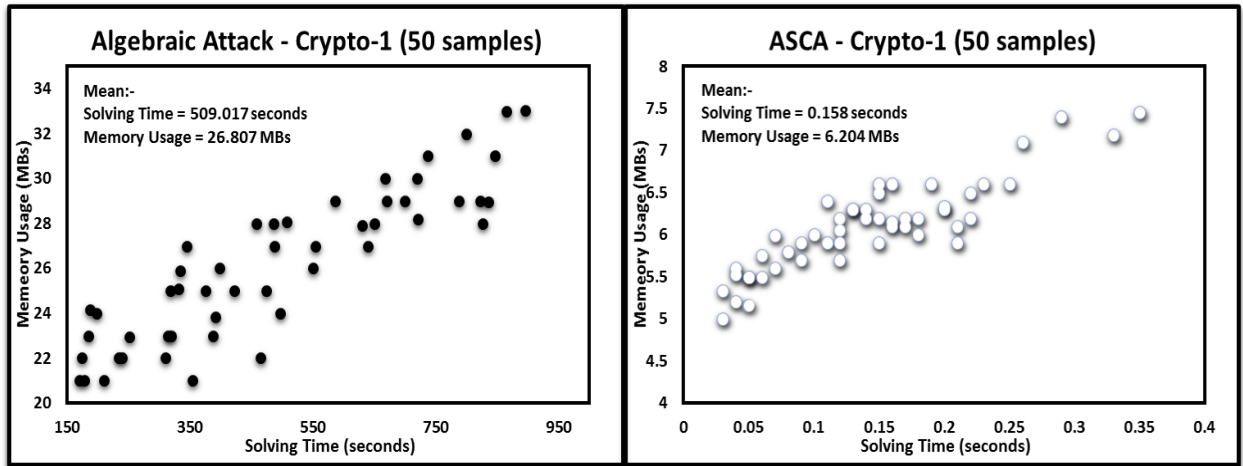 Algebraic Attack - Crypto-1 (50 samples)
Mean:-
Solving Time = 509.017 seconds
Memory Usage = 26.807 MBs
Memeory Usage (MBs)
34
32
30
28
26
24
22
20
150 350 550 750 950
Solving Time (seconds)
ASCA - Crypto-1 (50 samples)
Mean:-
Solving Time = 0.158 seconds
Memory Usage = 6.204 MBs
Memeory Usage (MBs)
8
7.5
7
6.5
6
5.5
5
4.5
4
0 0.05 0.1 0.15 0.2 0.25 0.3 0.35 0.4
Solving Time (seconds)